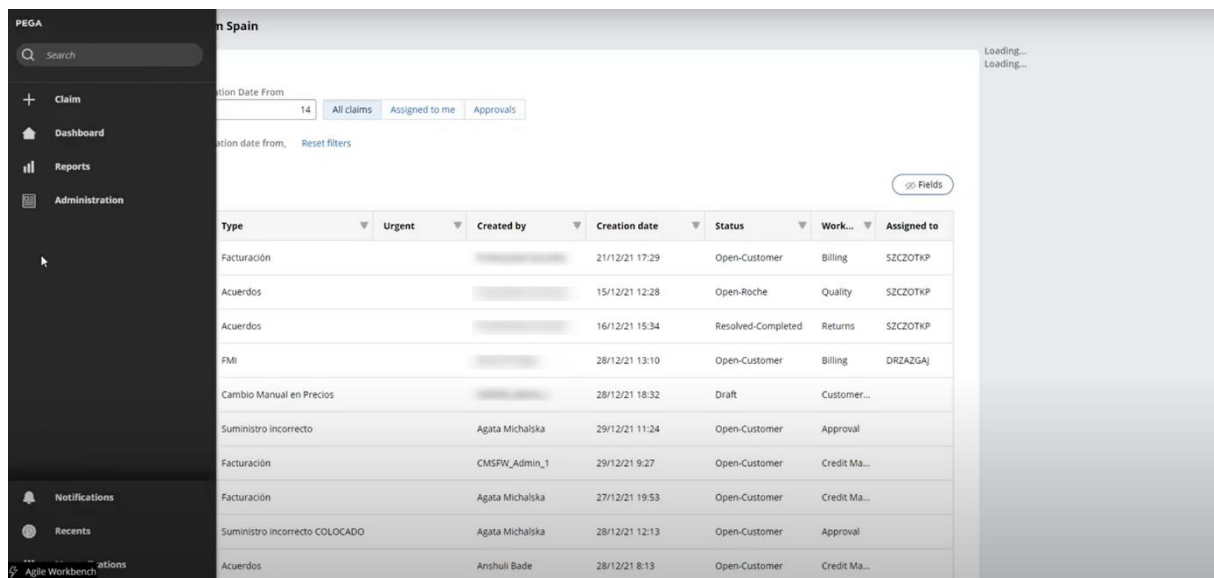 PEGA
n Spain
Search
Loading...
Loading...
Claim
Dashboard
Reports
Administration
ation Date From
14 All claims Assigned to me Approvals
ation date from, Reset filters
Fields
Type Urgent Created by Creation date Status Work... Assigned to
Facturación 21/12/21 17:29 Open-Customer Billing SZCZOTKP
Acuerdos 15/12/21 12:28 Open-Roche Quality SZCZOTKP
Acuerdos 16/12/21 15:34 Resolved-Completed Returns SZCZOTKP
FMI 28/12/21 13:10 Open-Customer Billing DRZAZGAJ
Cambio Manual en Precios 28/12/21 18:32 Draft Customer...
Suministro incorrecto Agata Michalska 29/12/21 11:24 Open-Customer Approval
Facturación CMSFW_Admin_1 29/12/21 9:27 Open-Customer Credit Ma...
Facturación Agata Michalska 27/12/21 19:53 Open-Customer Credit Ma...
Suministro incorrecto COLOCADO Agata Michalska 28/12/21 12:13 Open-Customer Approval
Acuerdos Anshuli Bade 28/12/21 8:13 Open-Customer Credit Ma...
Notifications
Recents
ations
Agile Workbench